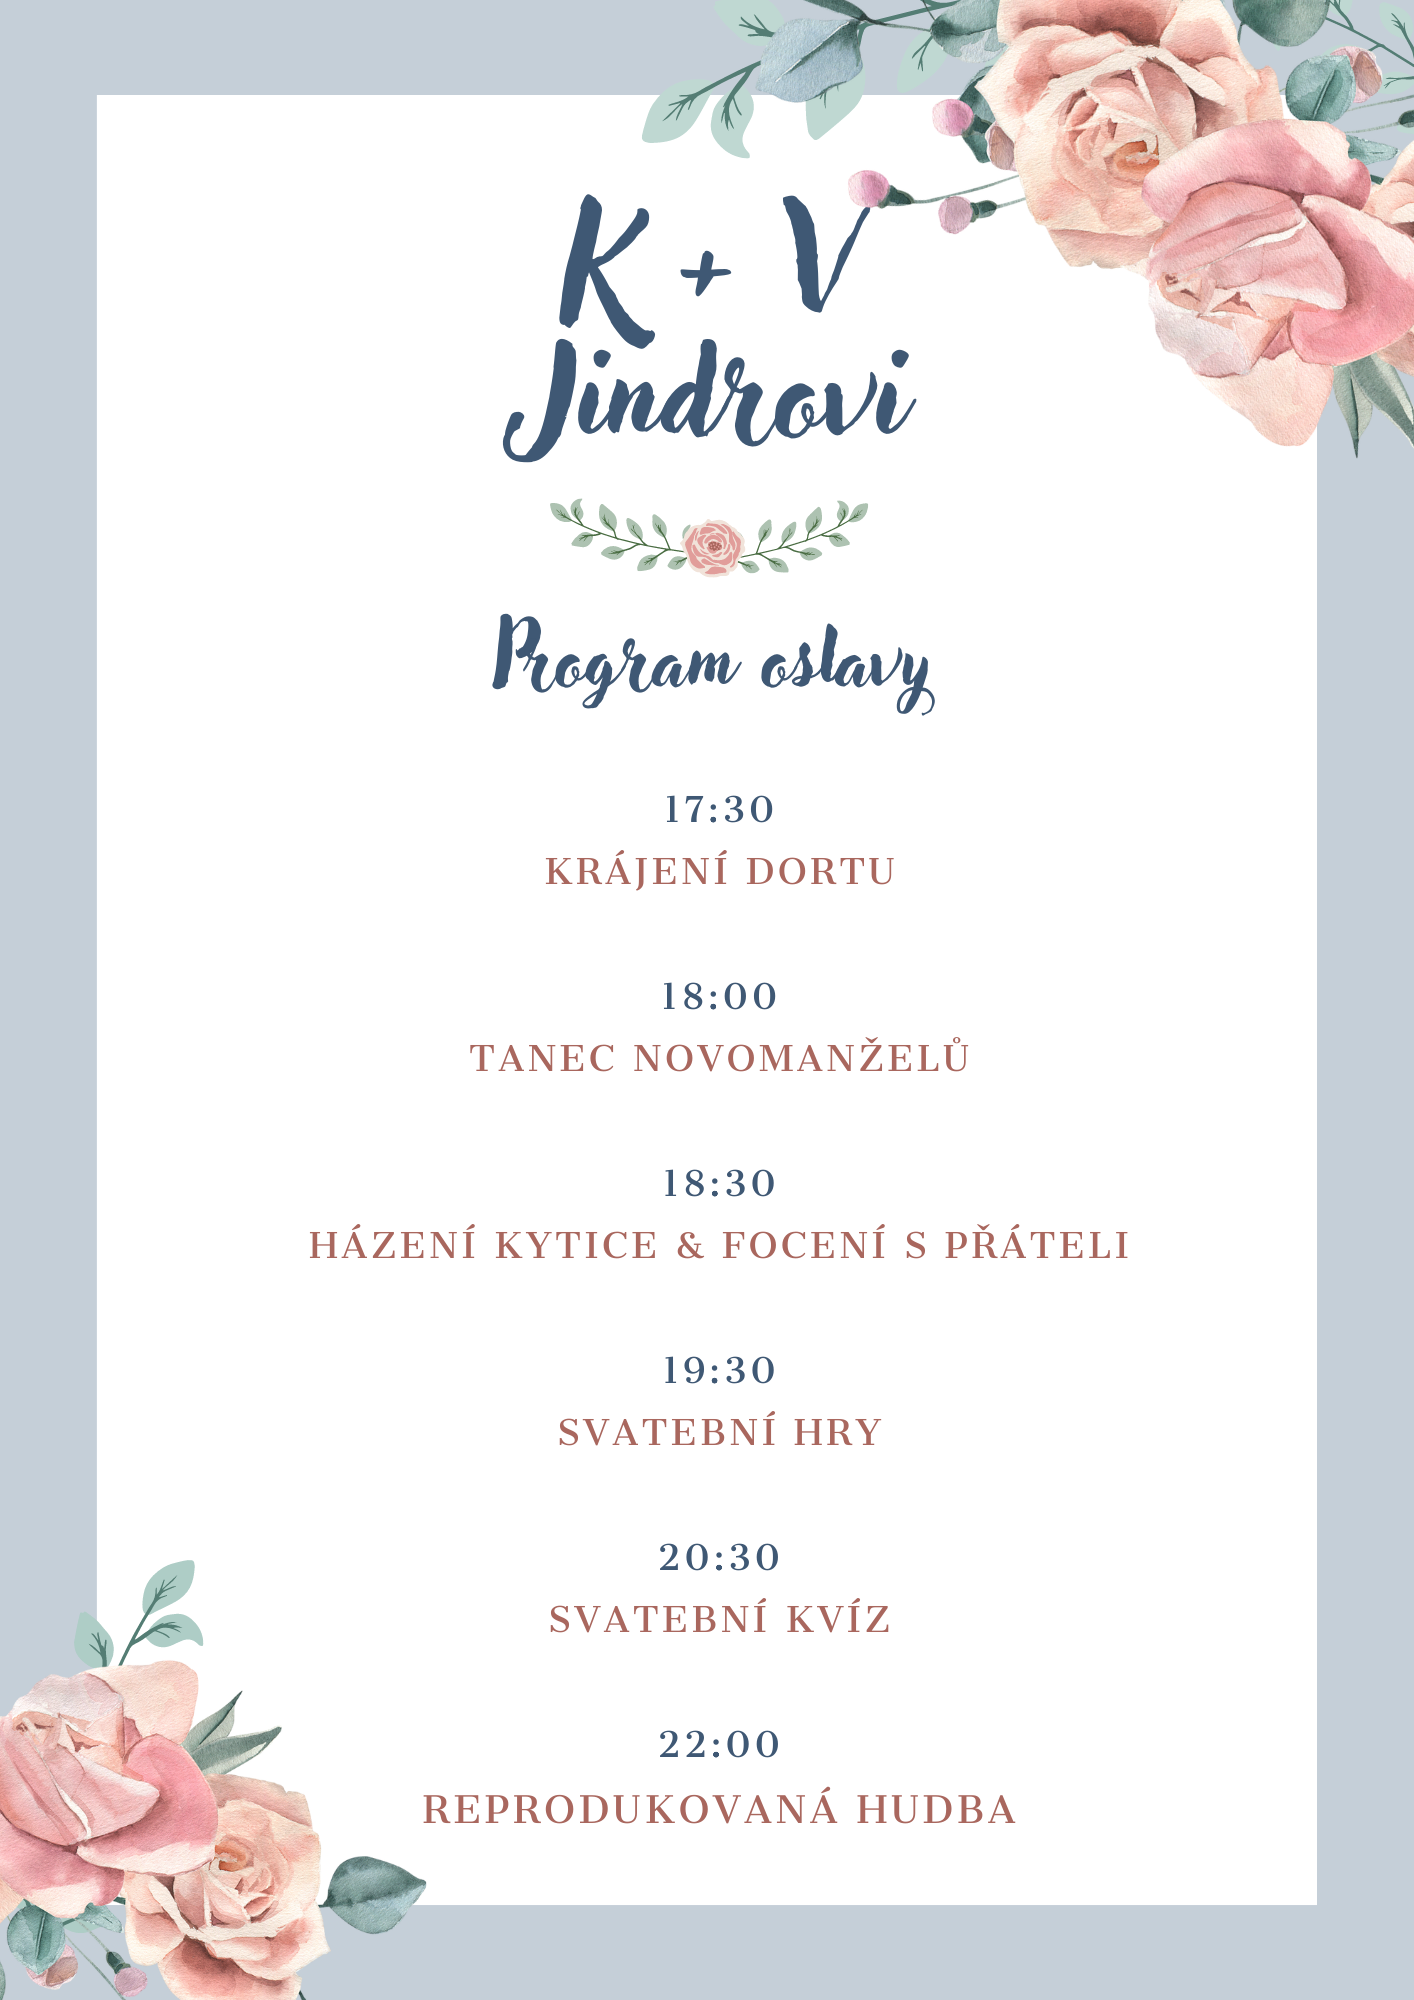 K + V
Jindrovi
Program oslavy
17:30
KRÁJENÍ DORTU
18:00
TANEC NOVOMANŽELŮ
18:30
HÁZENÍ KYTICE & FOCENÍ S PŘÁTELI
19:30
SVATEBNÍ HRY
20:30
SVATEBNÍ KVÍZ
22:00
REPRODUKOVANÁ HUDBA